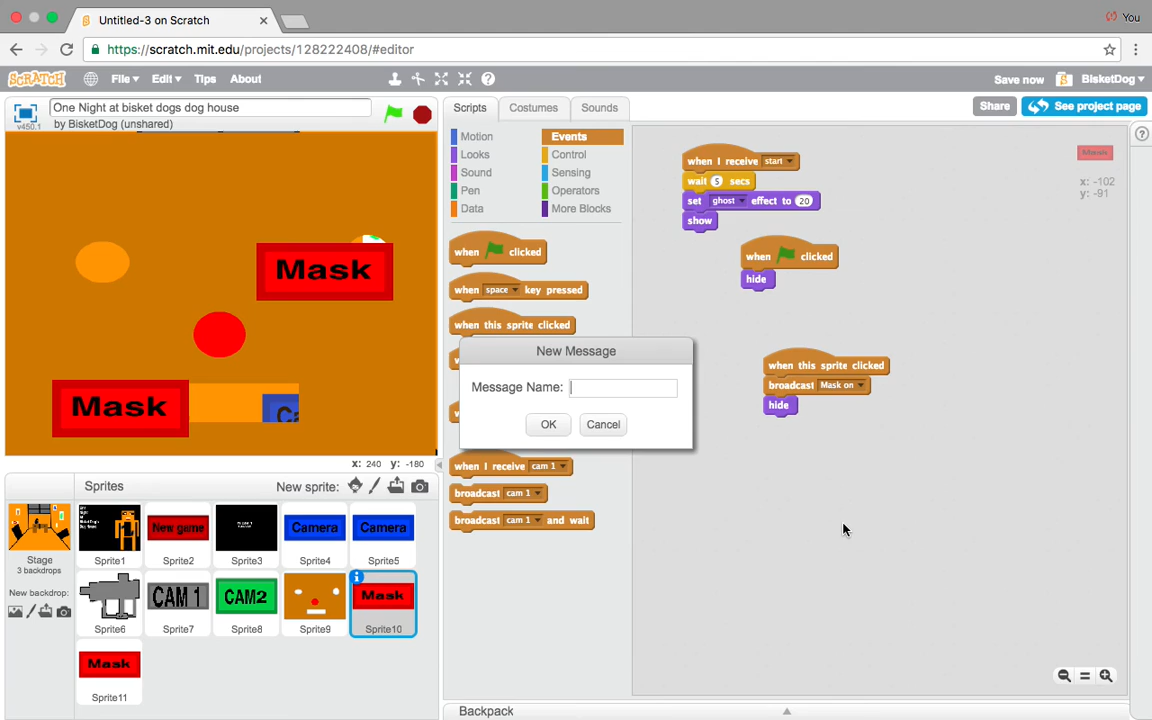 Untitled-3 on Scratch
You
https://scratch.mit.edu/projects/128222408/#editor
SCRATCH File Edit Tips About Save now BisketDog
One Night at bisket dogs dog house
by BisketDog (unshared)
v450.1
Scripts Costumes Sounds
Share See project page
Motion Events
Looks Control
Sound Sensing
Pen Operators
Data More Blocks
when clicked
when space key pressed
when this sprite clicked
when I receive cam 1
broadcast cam 1
broadcast cam 1 and wait
when I receive start
wait 5 secs
set ghost effect to 20
show
when clicked
hide
when this sprite clicked
broadcast Mask on
hide
Mask
x: -102
y: -91
New Message
Message Name:
OK Cancel
Mask
Mask
Ca
x: 240 y: -180
Sprites New sprite:
Stage
3 backdrops
New backdrop:
New game
Camera
Camera
Sprite1 Sprite2 Sprite3 Sprite4 Sprite5
CAM 1
CAM2
Mask
Sprite6 Sprite7 Sprite8 Sprite9 Sprite10
Mask
Sprite11
Backpack